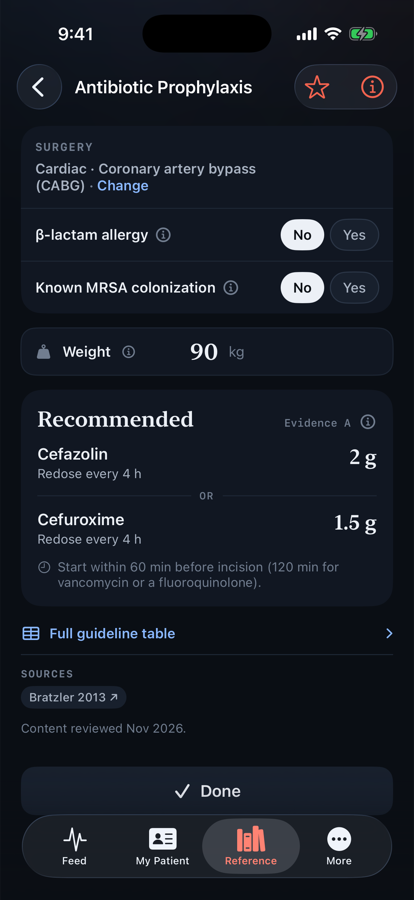 9:41
Antibiotic Prophylaxis
SURGERY
Cardiac · Coronary artery bypass
(CABG) · Change
β-lactam allergy
No
Yes
Known MRSA colonization
No
Yes
Weight
90 kg
Recommended
Evidence A
Cefazolin
2 g
Redose every 4 h
OR
Cefuroxime
1.5 g
Redose every 4 h
Start within 60 min before incision (120 min for
vancomycin or a fluoroquinolone).
Full guideline table
SOURCES
Bratzler 2013 ↗
Content reviewed Nov 2026.
Done
Feed
My Patient
Reference
More